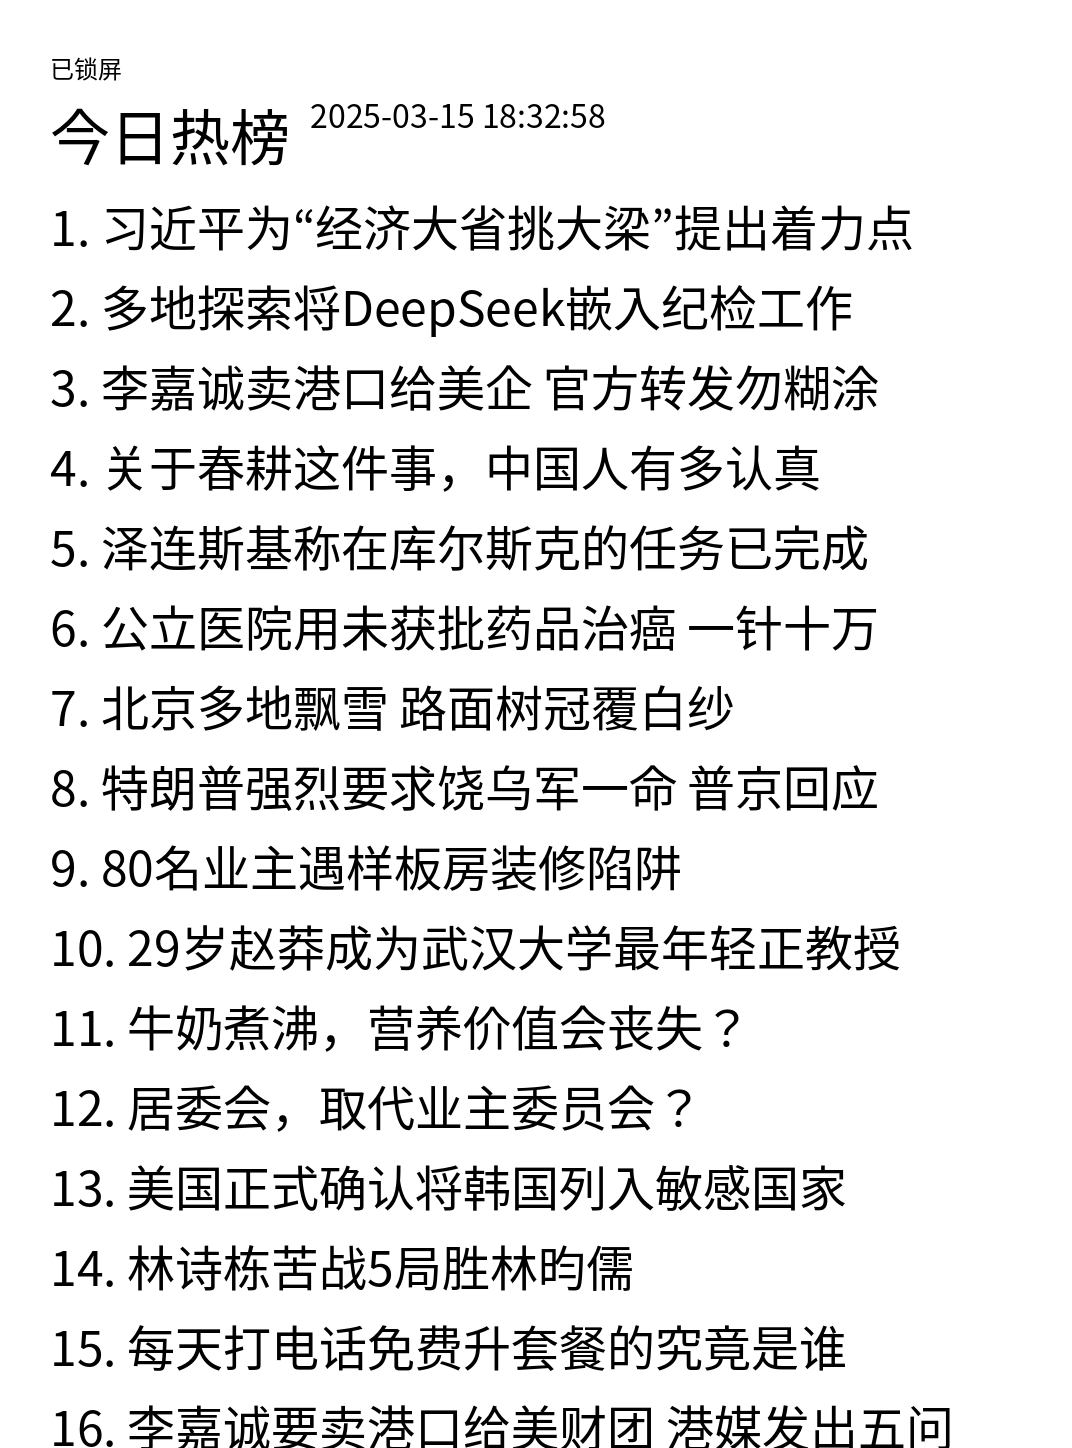 已锁屏
今日热榜 2025-03-15 18:32:58
1. 习近平为“经济大省挑大梁”提出着力点
2. 多地探索将DeepSeek嵌入纪检工作
3. 李嘉诚卖港口给美企 官方转发勿糊涂
4. 关于春耕这件事，中国人有多认真
5. 泽连斯基称在库尔斯克的任务已完成
6. 公立医院用未获批药品治癌 一针十万
7. 北京多地飘雪 路面树冠覆白纱
8. 特朗普强烈要求饶乌军一命 普京回应
9. 80名业主遇样板房装修陷阱
10. 29岁赵莽成为武汉大学最年轻正教授
11. 牛奶煮沸，营养价值会丧失？
12. 居委会，取代业主委员会？
13. 美国正式确认将韩国列入敏感国家
14. 林诗栋苦战5局胜林昀儒
15. 每天打电话免费升套餐的究竟是谁
16. 李嘉诚要卖港口给美财团 港媒发出五问